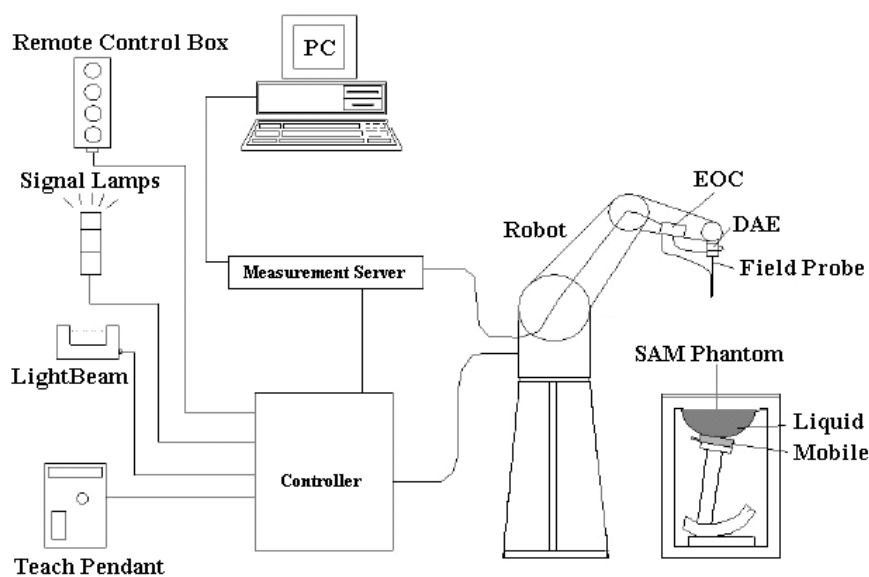 Remote Control Box
PC
Signal Lamps
EOC
DAE
Robot
Field Probe
Measurement Server
SAM Phantom
LightBeam
Liquid
Mobile
Controller
Teach Pendant